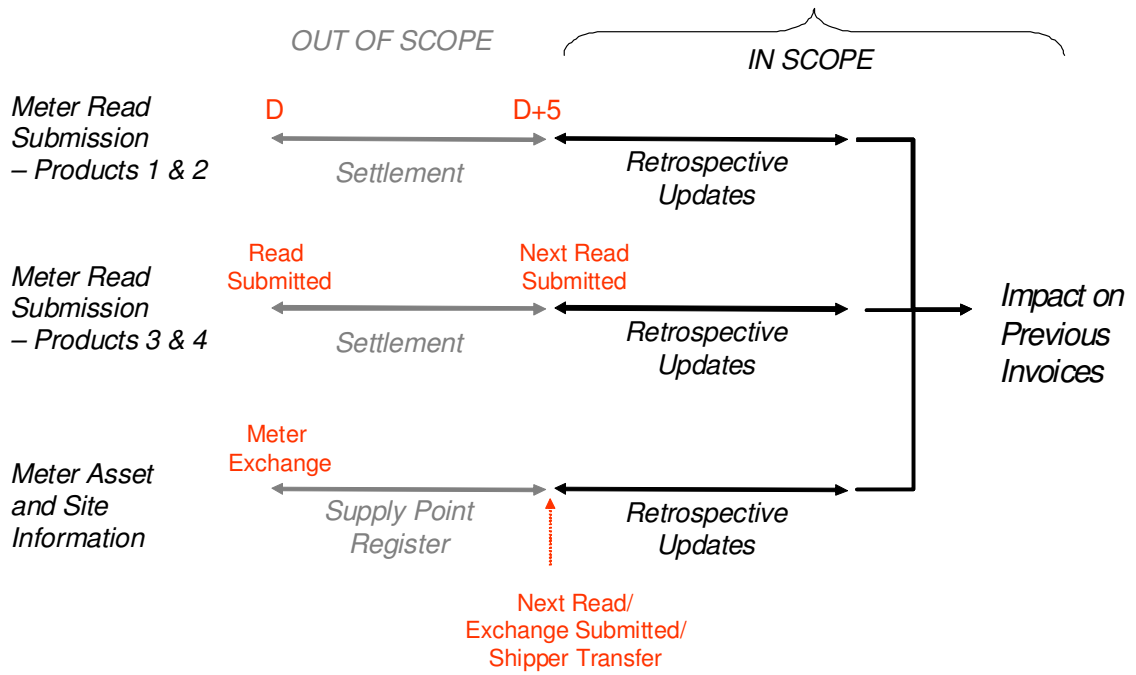 OUT OF SCOPE
IN SCOPE
Meter Read
Submission
– Products 1 & 2
D
D+5
Settlement
Retrospective
Updates
Meter Read
Submission
– Products 3 & 4
Read
Submitted
Next Read
Submitted
Settlement
Retrospective
Updates
Impact on
Previous
Invoices
Meter Asset
and Site
Information
Meter
Exchange
Supply Point
Register
Retrospective
Updates
Next Read/
Exchange Submitted/
Shipper Transfer